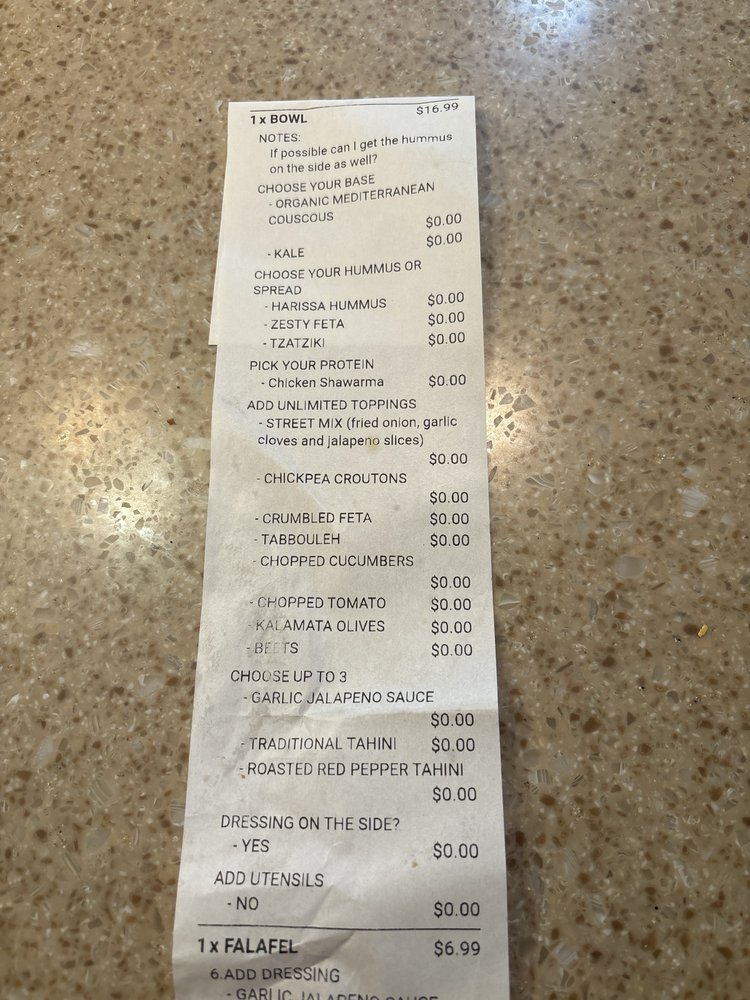 1 x BOWL $16.99
NOTES:
If possible can I get the hummus
on the side as well?
CHOOSE YOUR BASE
- ORGANIC MEDITERRANEAN
COUSCOUS $0.00
$0.00
- KALE
CHOOSE YOUR HUMMUS OR
SPREAD
- HARISSA HUMMUS $0.00
- ZESTY FETA $0.00
- TZATZIKI $0.00
PICK YOUR PROTEIN
- Chicken Shawarma $0.00
ADD UNLIMITED TOPPINGS
- STREET MIX (fried onion, garlic
cloves and jalapeno slices)
$0.00
- CHICKPEA CROUTONS
$0.00
- CRUMBLED FETA $0.00
- TABBOULEH $0.00
- CHOPPED CUCUMBERS
$0.00
- CHOPPED TOMATO $0.00
- KALAMATA OLIVES $0.00
- BEETS $0.00
CHOOSE UP TO 3
- GARLIC JALAPENO SAUCE
$0.00
- TRADITIONAL TAHINI $0.00
- ROASTED RED PEPPER TAHINI
$0.00
DRESSING ON THE SIDE?
- YES $0.00
ADD UTENSILS
- NO $0.00
1 x FALAFEL $6.99
6.ADD DRESSING
- GARLIC JALAPENO SAUCE